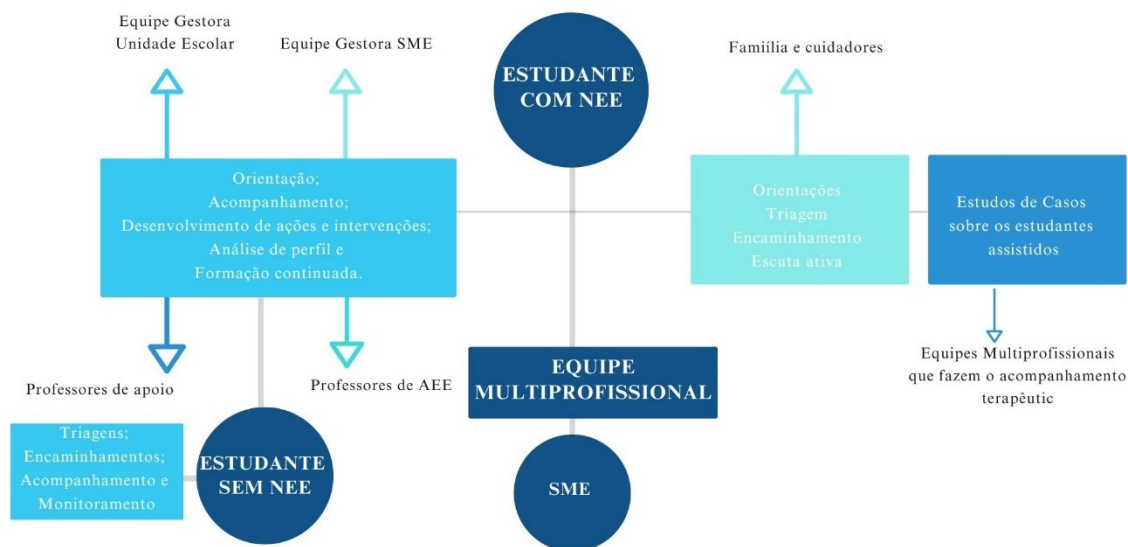 Equipe Gestora
Unidade Escolar
Equipe Gestora SME
ESTUDANTE
COM NEE
Famiília e cuidadores
Orientação;
Acompanhamento;
Desenvolvimento de ações e intervenções;
Análise de perfil e
Formação continuada.
Orientações
Triagem
Encaminhamento
Escuta ativa
Estudos de Casos
sobre os estudantes
assistidos
Professores de apoio
Professores de AEE
EQUIPE
MULTIPROFISSIONAL
Equipes Multiprofissionais
que fazem o acompanhamento
terapêutic
Triagens;
Encaminhamentos;
Acompanhamento e
Monitoramento
ESTUDANTE
SEM NEE
SME